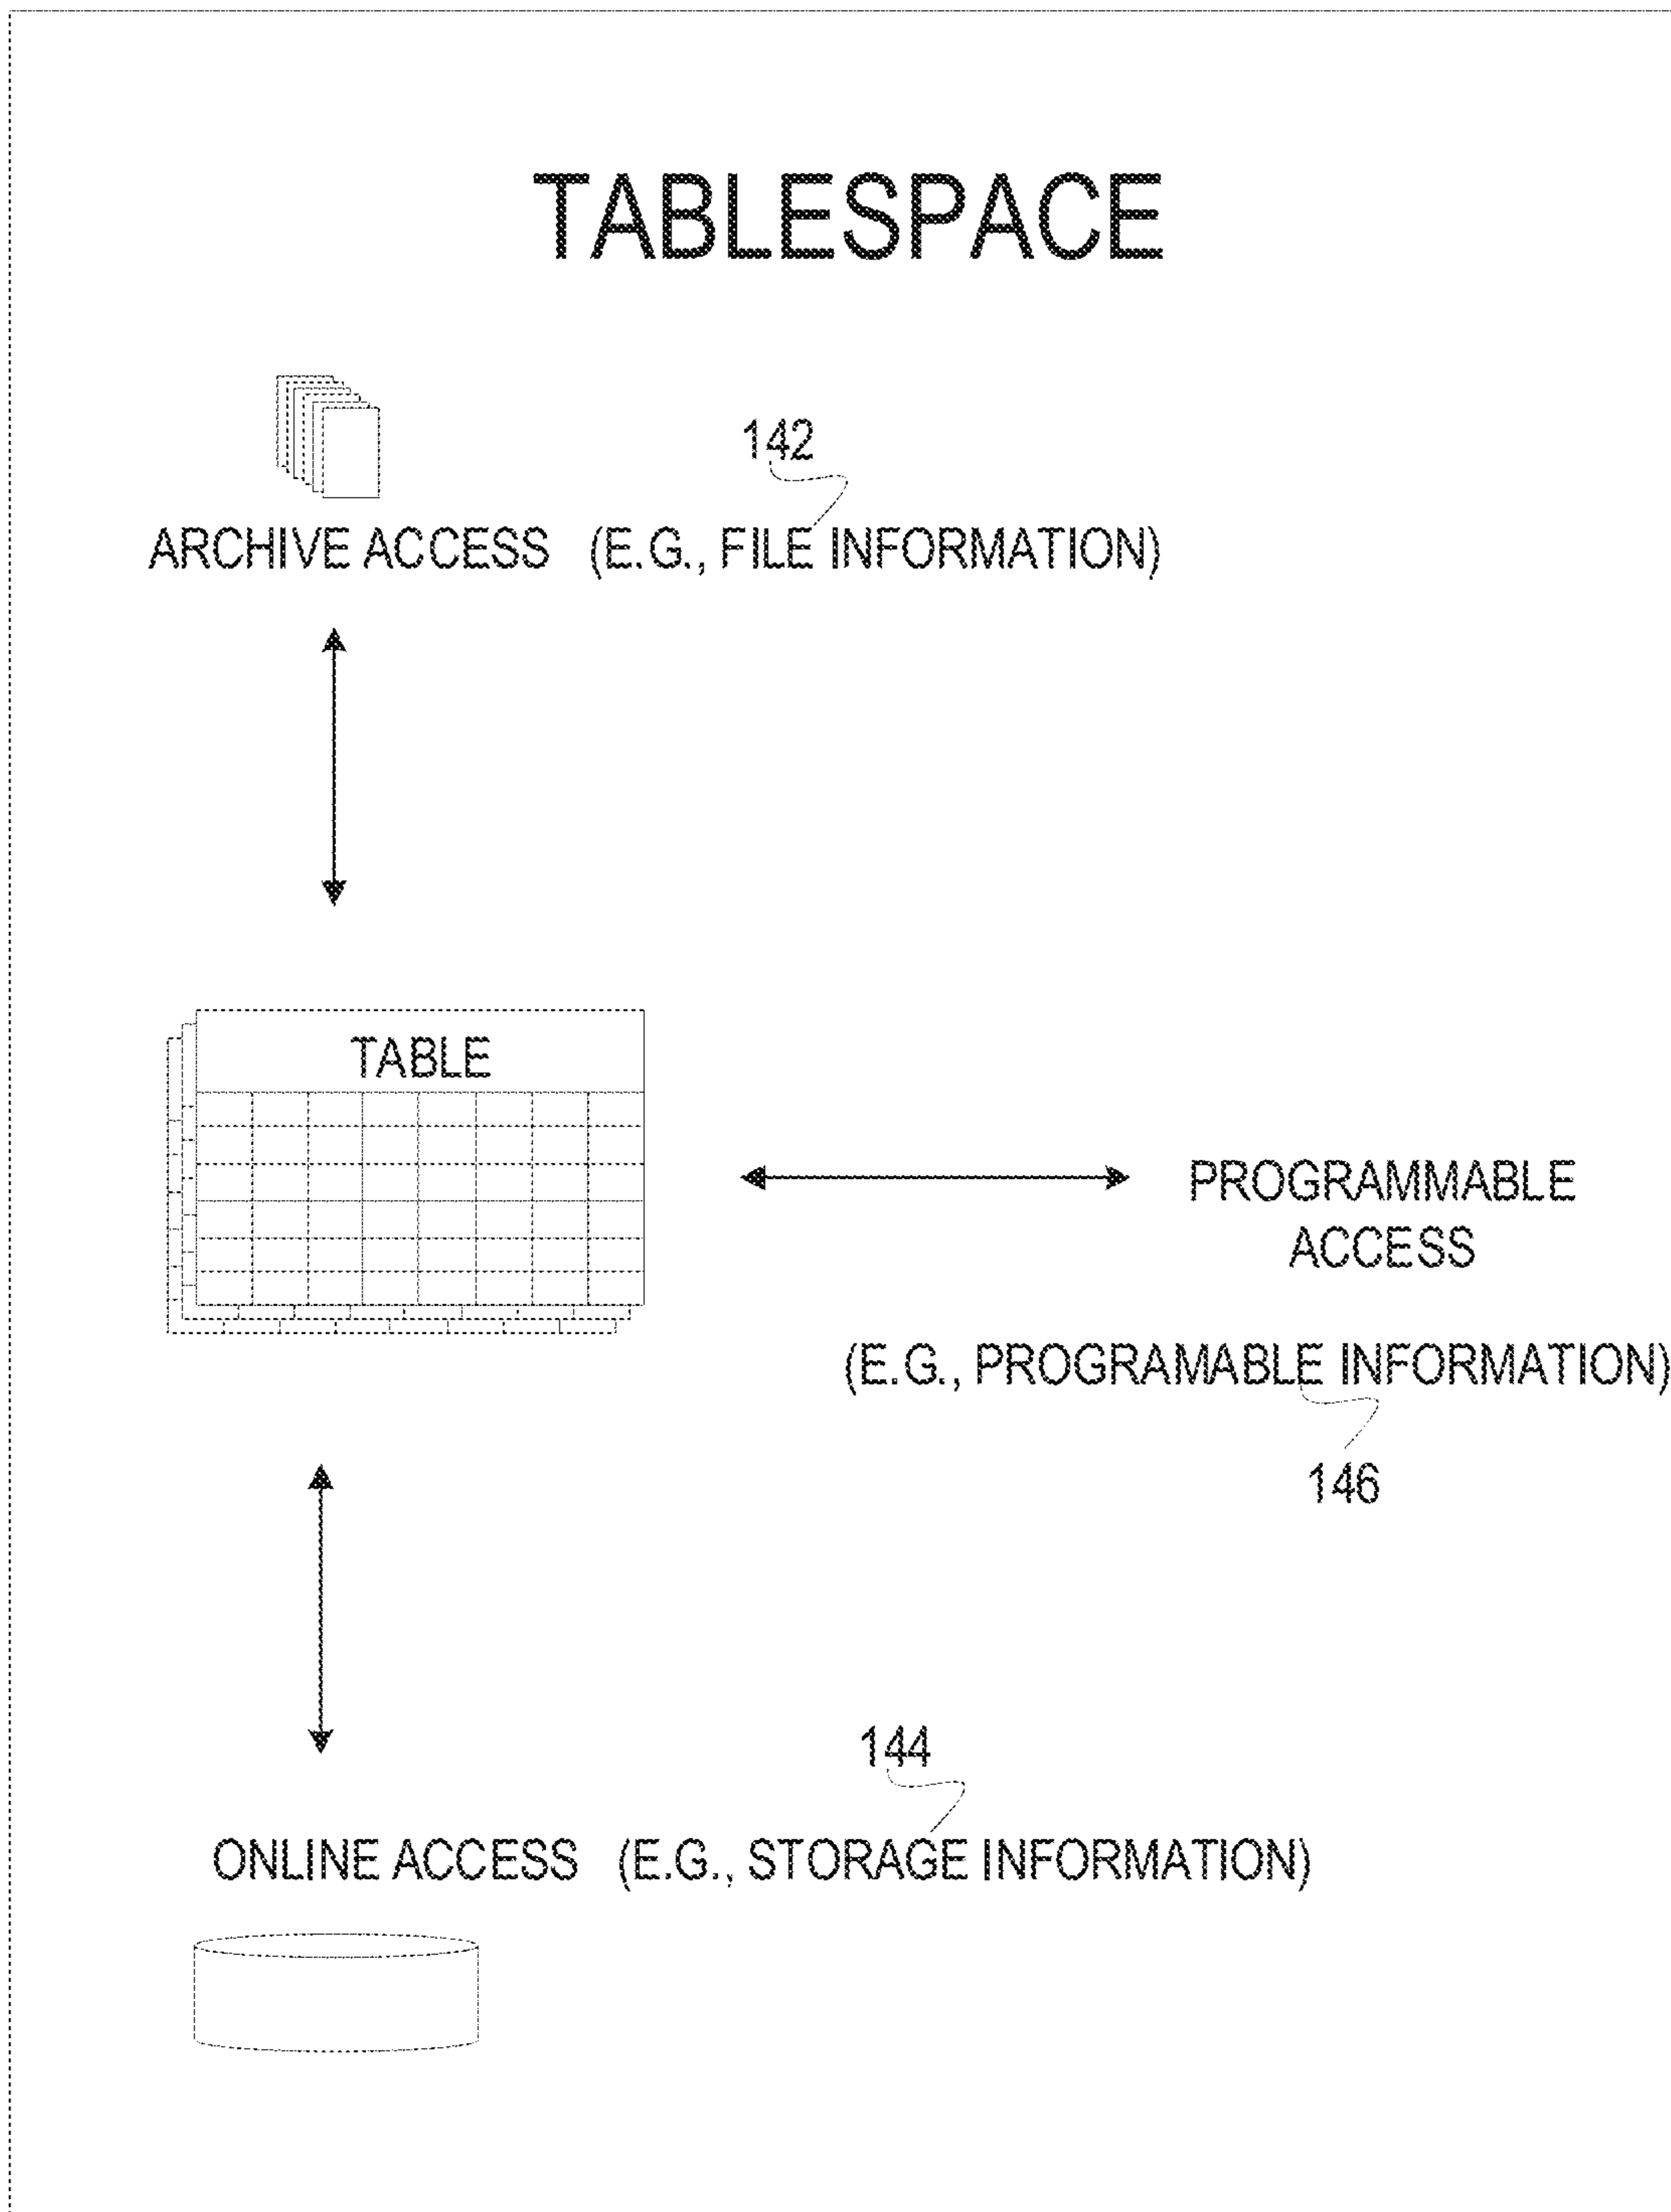 TABLESPACE
142
ARCHIVE ACCESS (E.G., FILE INFORMATION)
TABLE
PROGRAMMABLE
ACCESS
(E.G., PROGRAMABLE INFORMATION)
146
144
ONLINE ACCESS (E.G., STORAGE INFORMATION)